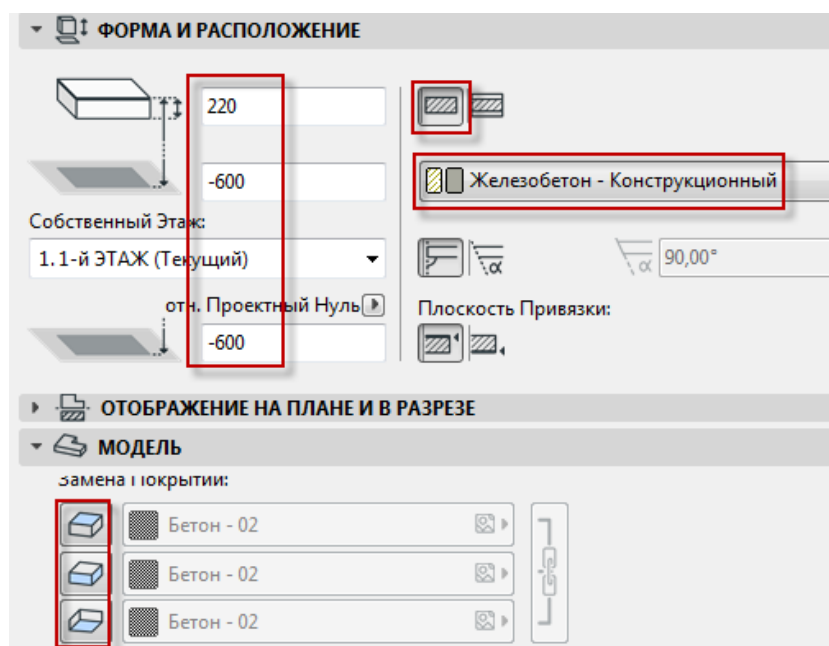 ФОРМА И РАСПОЛОЖЕНИЕ
220
-600
Железобетон - Конструкционный
Собственный Этаж:
1. 1-й ЭТАЖ (Текущий)
α
α
90,00°
отн. Проектный Нуль
Плоскость Привязки:
-600
ОТОБРАЖЕНИЕ НА ПЛАНЕ И В РАЗРЕЗЕ
МОДЕЛЬ
Замена Покрытий:
Бетон - 02
Бетон - 02
Бетон - 02